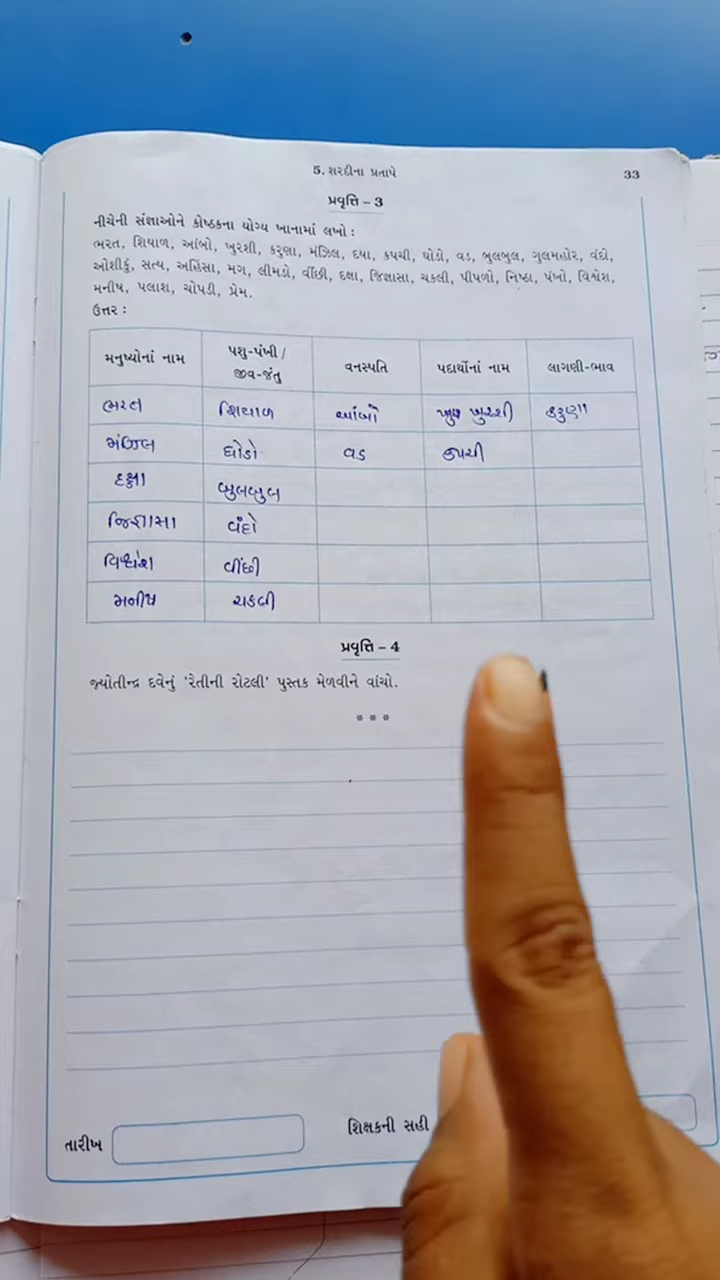 5. શરદીના પ્રતાપે 33
પ્રવૃત્તિ – 3
નીચેની સંજ્ઞાઓને કોષ્ઠકના યોગ્ય ખાનામાં લખો :
ભરત, શિયાળ, આંબો, ખુરશી, કરુણા, મંઝિલ, દયા, કપચી, ઘોડો, વડ, બુલબુલ, ગુલમહોર, વંદો,
ઓશીકું, સત્ય, અહિંસા, મગ, લીમડો, વીંછી, દક્ષા, જિજ્ઞાસા, ચકલી, પીપળો, નિષ્ઠા, પંખો, વિશ્વેશ,
મનીષ, પલાશ, ચોપડી, પ્રેમ.
ઉત્તર :
મનુષ્યોનાં નામ પશુ-પંખી / જીવ-જંતુ વનસ્પતિ પદાર્થોનાં નામ લાગણી-ભાવ
ભરત શિયાળ આંબો ખુરશી કરુણા
મંઝિલ ઘોડો વડ કપચી
દક્ષા બુલબુલ
જિજ્ઞાસા વંદો
વિશ્વેશ વીંછી
મનીષ ચકલી
પ્રવૃત્તિ – 4
જ્યોતીન્દ્ર દવેનું 'રેતીની રોટલી' પુસ્તક મેળવીને વાંચો.
* * *
તારીખ શિક્ષકની સહી